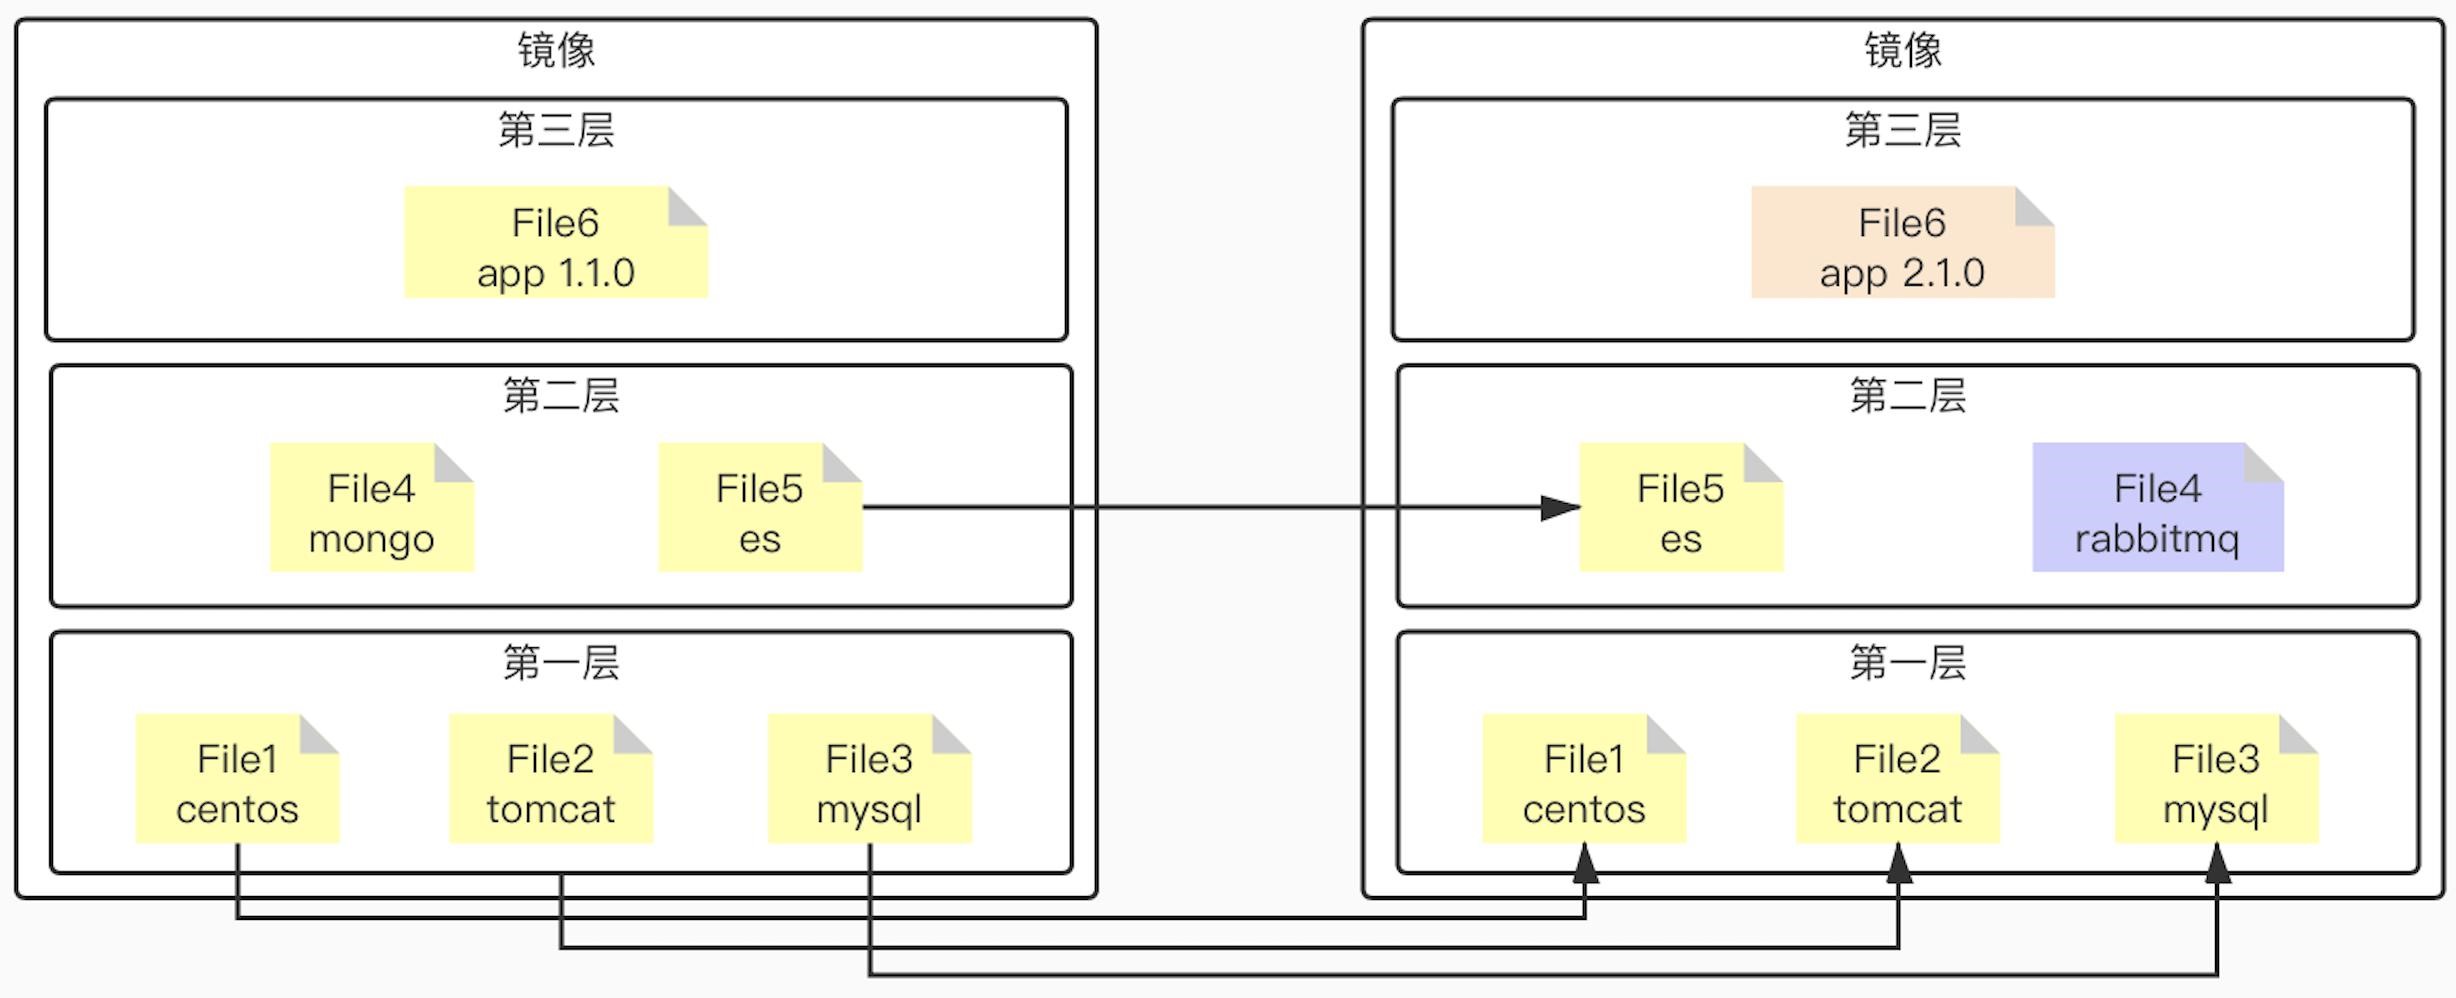 镜像
第三层
File6
app 1.1.0
第二层
File4
mongo
File5
es
第一层
File1
centos
File2
tomcat
File3
mysql
镜像
第三层
File6
app 2.1.0
第二层
File5
es
File4
rabbitmq
第一层
File1
centos
File2
tomcat
File3
mysql